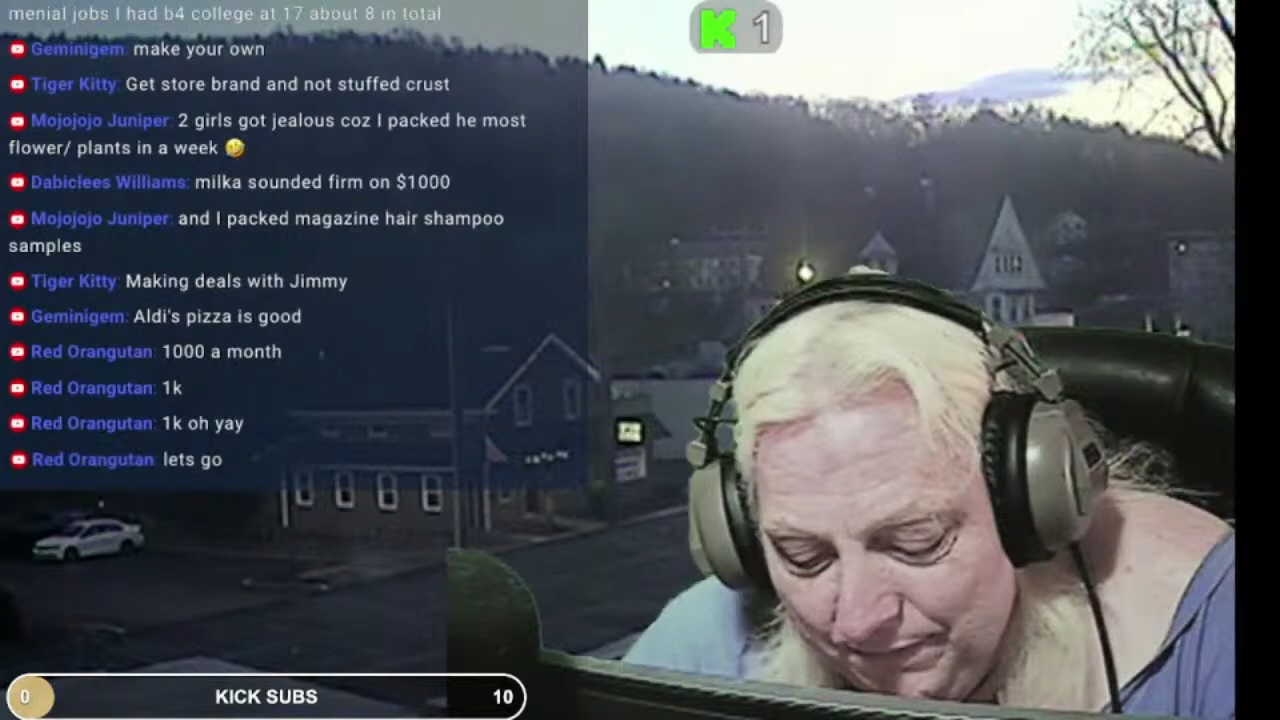 menial jobs I had b4 college at 17 about 8 in total
K 1
Geminigem: make your own
Tiger Kitty: Get store brand and not stuffed crust
Mojojojo Juniper: 2 girls got jealous coz I packed he most
flower/ plants in a week 🤣
Dabiclees Williams: milka sounded firm on $1000
Mojojojo Juniper: and I packed magazine hair shampoo
samples
Tiger Kitty: Making deals with Jimmy
Geminigem: Aldi's pizza is good
Red Orangutan: 1000 a month
Red Orangutan: 1k
Red Orangutan: 1k oh yay
Red Orangutan: lets go
0 KICK SUBS 10